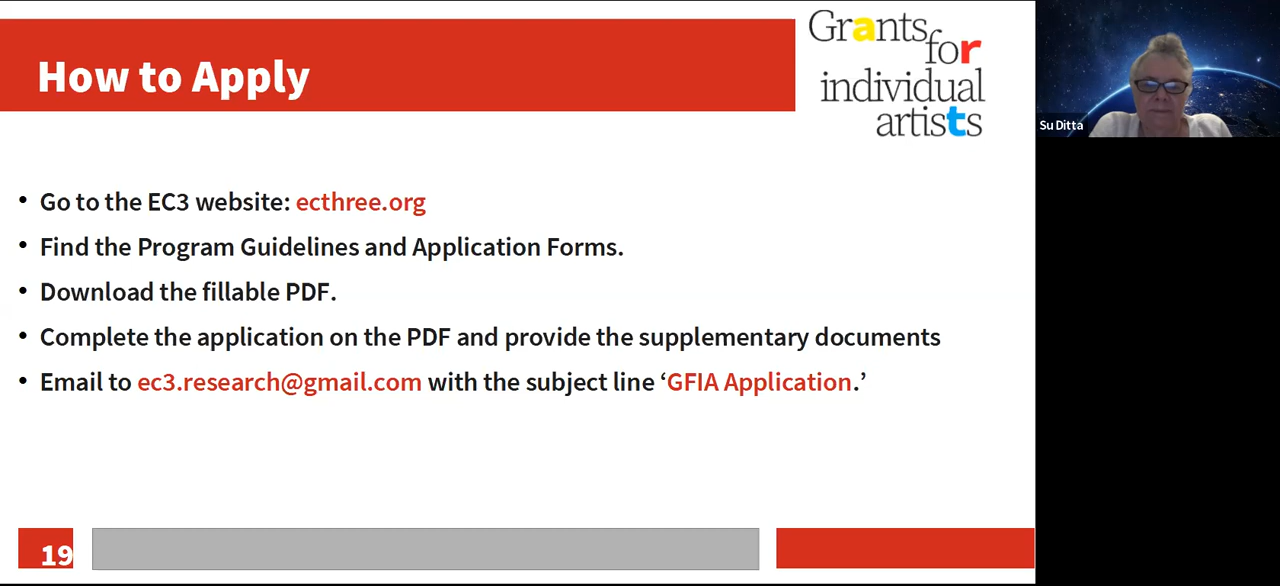 How to Apply
Grants
for
individual
artists
Su Ditta
• Go to the EC3 website: ecthree.org
• Find the Program Guidelines and Application Forms.
• Download the fillable PDF.
• Complete the application on the PDF and provide the supplementary documents
• Email to ec3.research@gmail.com with the subject line ‘GFIA Application.’
19